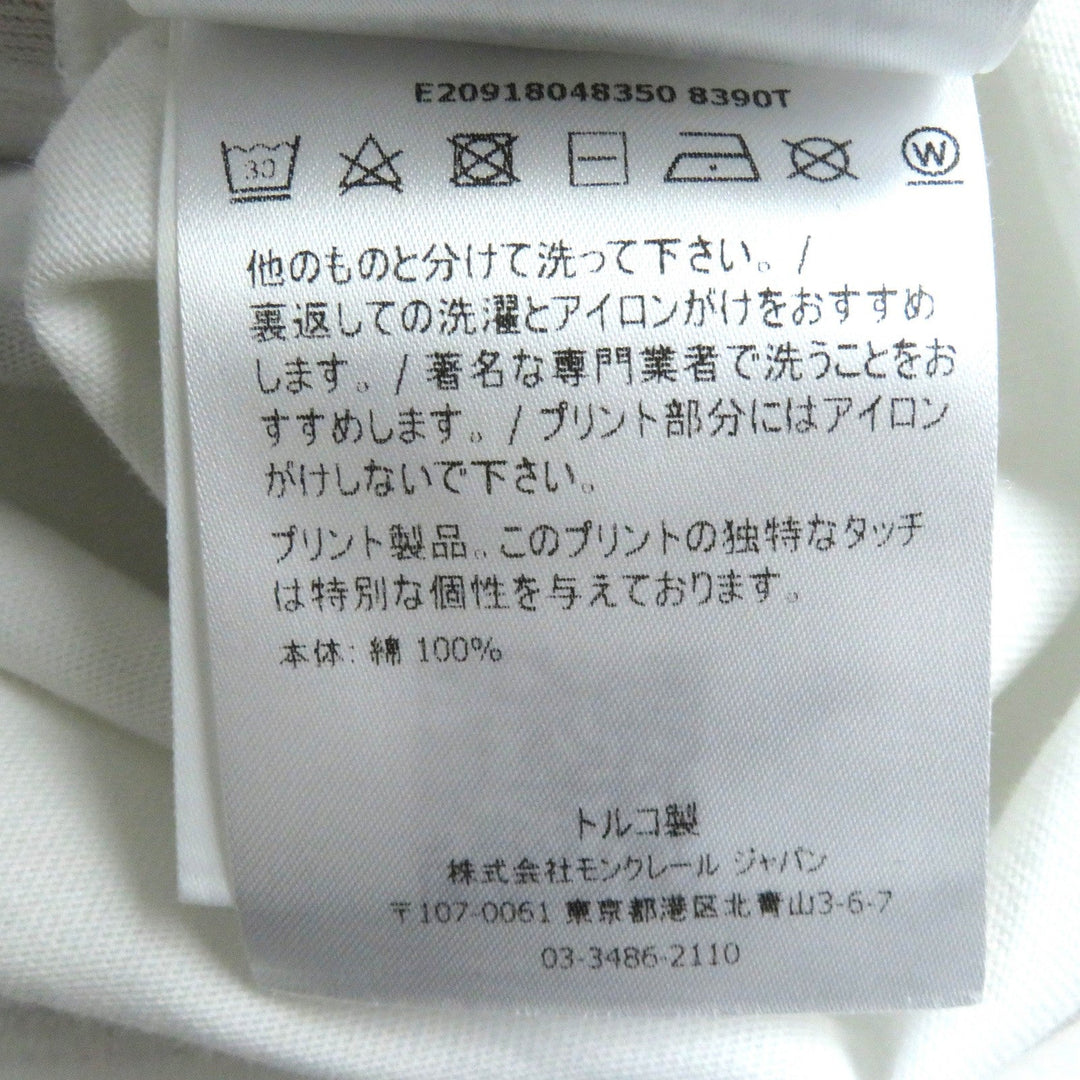 E20918048350 8390T
30
W
他のものと分けて洗って下さい。/
裏返しての洗濯とアイロンがけをおすすめ
します。/ 著名な専門業者で洗うことをお
すすめします。/ プリント部分にはアイロン
がけしないで下さい。
プリント製品。このプリントの独特なタッチ
は特別な個性を与えております。
本体: 綿 100%
トルコ製
株式会社モンクレール ジャパン
〒107-0061 東京都港区北青山3-6-7
03-3486-2110